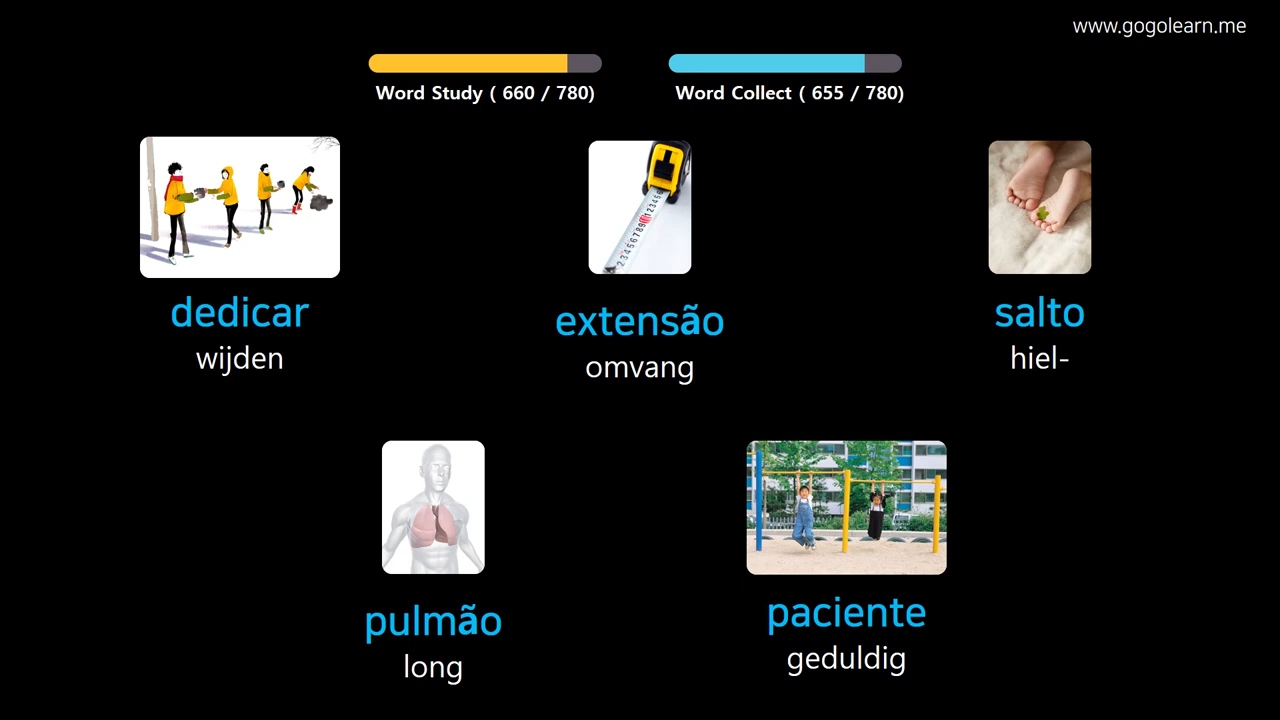 www.gogolearn.me
Word Study ( 660 / 780)
Word Collect ( 655 / 780)
dedicar
wijden
extensão
omvang
salto
hiel-
pulmão
long
paciente
geduldig